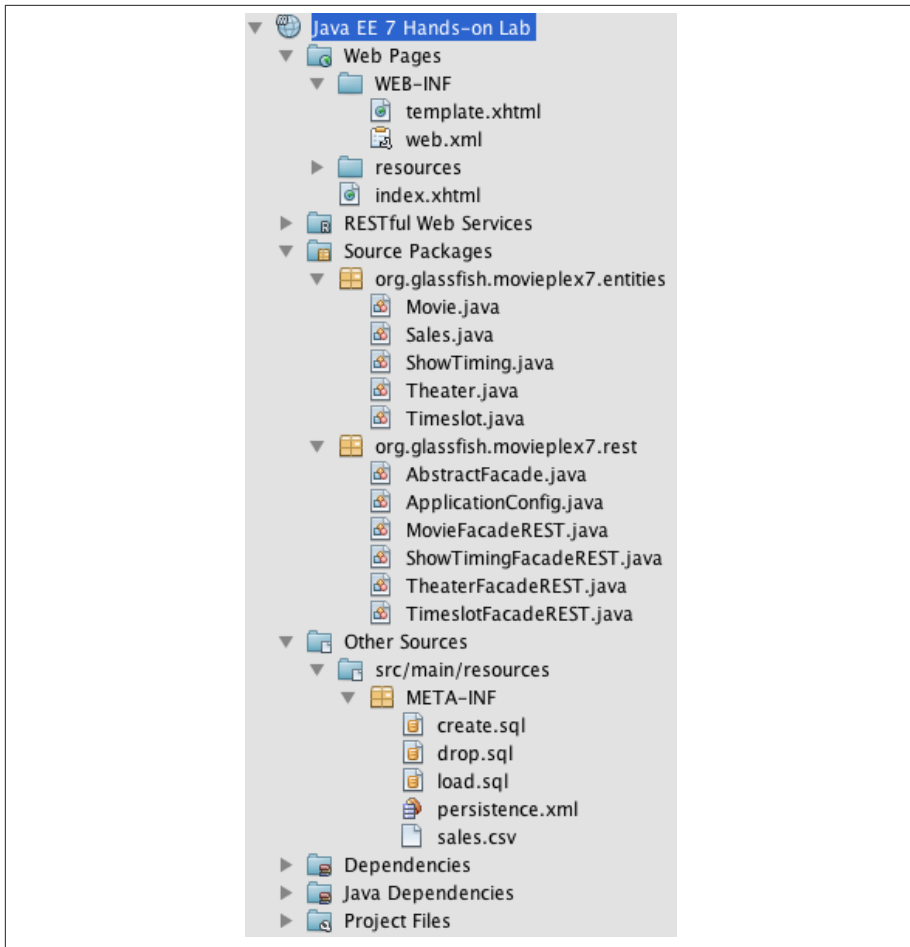 Java EE 7 Hands-on Lab
Web Pages
WEB-INF
template.xhtml
web.xml
resources
index.xhtml
RESTful Web Services
Source Packages
org.glassfish.movieplex7.entities
Movie.java
Sales.java
ShowTiming.java
Theater.java
Timeslot.java
org.glassfish.movieplex7.rest
AbstractFacade.java
ApplicationConfig.java
MovieFacadeREST.java
ShowTimingFacadeREST.java
TheaterFacadeREST.java
TimeslotFacadeREST.java
Other Sources
src/main/resources
META-INF
create.sql
drop.sql
load.sql
persistence.xml
sales.csv
Dependencies
Java Dependencies
Project Files